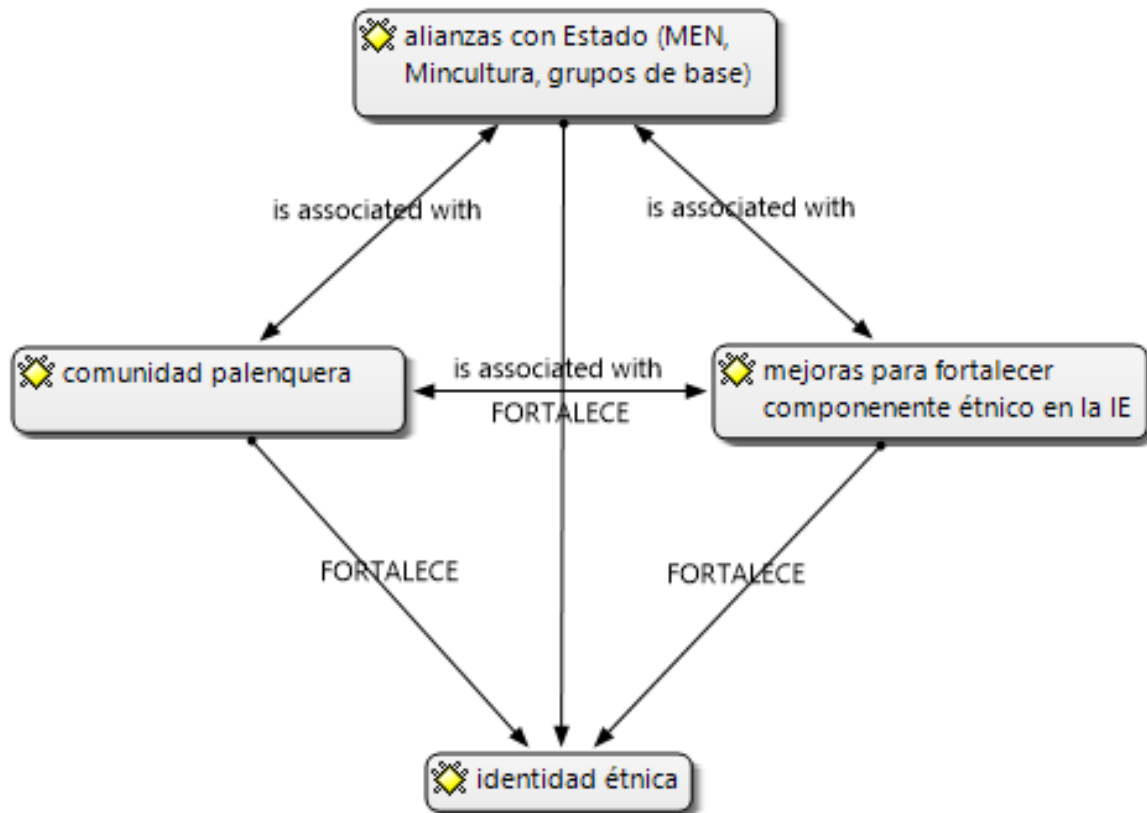 alianzas con Estado (MEN,
Mincultura, grupos de base)
is associated with
is associated with
comunidad palenquera
is associated with
FORTALECE
mejoras para fortalecer
componenente étnico en la IE
FORTALECE
FORTALECE
identidad étnica